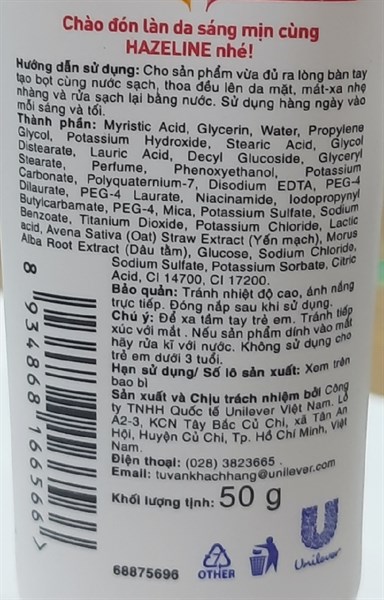 Chào đón làn da sáng mịn cùng
HAZELINE nhé!
Hướng dẫn sử dụng: Cho sản phẩm vừa đủ ra lòng bàn tay
tạo bọt cùng nước sạch, thoa đều lên da mặt, mát-xa nhẹ
nhàng và rửa sạch lại bằng nước. Sử dụng hàng ngày vào
mỗi sáng và tối.
Thành phần: Myristic Acid, Glycerin, Water, Propylene
Glycol, Potassium Hydroxide, Stearic Acid, Glycol
Distearate, Lauric Acid, Decyl Glucoside, Glyceryl
Stearate, Perfume, Phenoxyethanol, Potassium
Carbonate, Polyquaternium-7, Disodium EDTA, PEG-4
Dilaurate, PEG-4 Laurate, Niacinamide, Iodopropynyl
Butylcarbamate, PEG-4, Mica, Potassium Sulfate, Sodium
Benzoate, Titanium Dioxide, Potassium Chloride, Lactic
acid, Avena Sativa (Oat) Straw Extract (Yến mạch), Morus
Alba Root Extract (Dâu tằm), Glucose, Sodium Chloride,
Sodium Sulfate, Potassium Sorbate, Citric
Acid, CI 14700, CI 17200.
Bảo quản: Tránh nhiệt độ cao, ánh nắng
trực tiếp. Đóng nắp sau khi sử dụng.
Chú ý: Để xa tầm tay trẻ em. Tránh tiếp
xúc với mắt. Nếu sản phẩm dính vào mắt
hãy rửa kĩ với nước. Không sử dụng cho
trẻ em dưới 3 tuổi.
Hạn sử dụng/ Số lô sản xuất: Xem trên
bao bì
Sản xuất và Chịu trách nhiệm bởi Công
ty TNHH Quốc tế Unilever Việt Nam. Lô
A2-3, KCN Tây Bắc Củ Chi, xã Tân An
Hội, Huyện Củ Chi, Tp. Hồ Chí Minh, Việt
Nam.
Điện thoại: (028) 3823665.
Email: tuvankhachhang@unilever.com
Khối lượng tịnh: 50 g
8 934868 166566 >
68875696
OTHER
Unilever